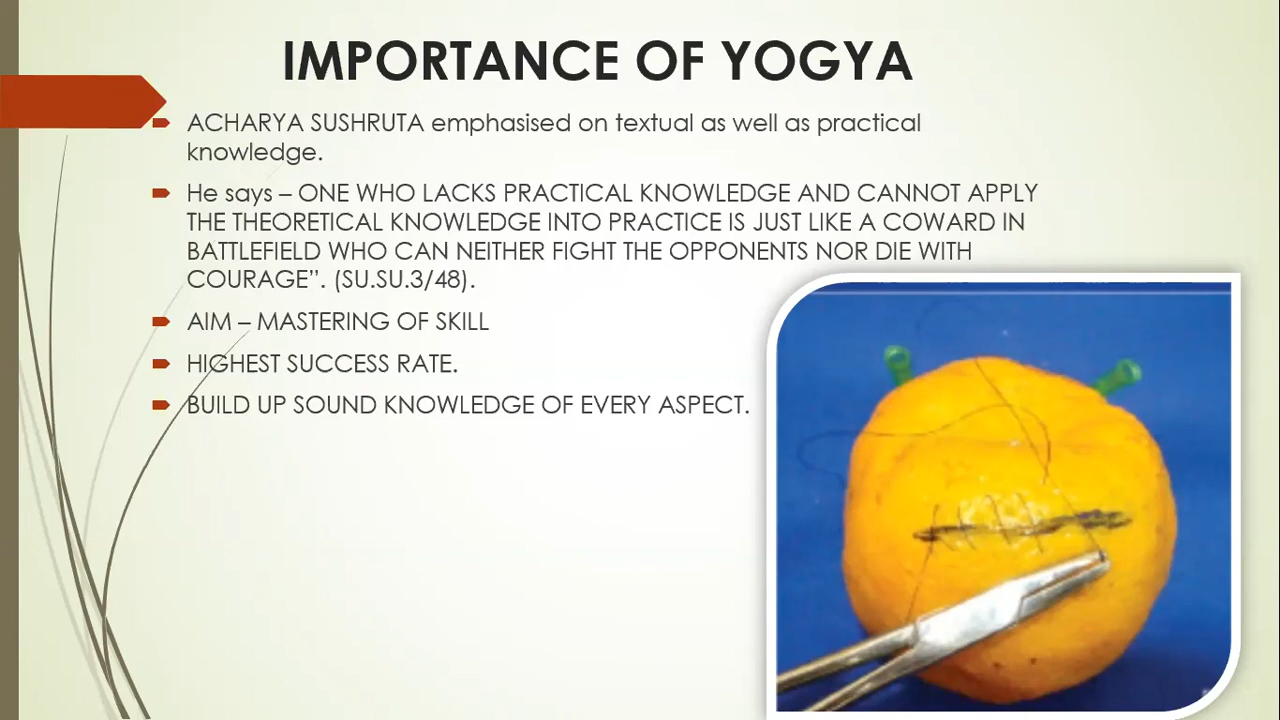 IMPORTANCE OF YOGYA
ACHARYA SUSHRUTA emphasised on textual as well as practical
knowledge.
He says – ONE WHO LACKS PRACTICAL KNOWLEDGE AND CANNOT APPLY
THE THEORETICAL KNOWLEDGE INTO PRACTICE IS JUST LIKE A COWARD IN
BATTLEFIELD WHO CAN NEITHER FIGHT THE OPPONENTS NOR DIE WITH
COURAGE”. (SU.SU.3/48).
AIM – MASTERING OF SKILL
HIGHEST SUCCESS RATE.
BUILD UP SOUND KNOWLEDGE OF EVERY ASPECT.